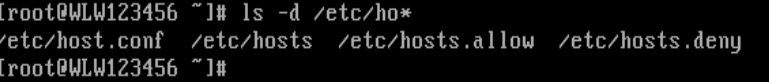 [root@WLW123456 ~]# ls -d /etc/ho*
/etc/host.conf  /etc/hosts  /etc/hosts.allow  /etc/hosts.deny
[root@WLW123456 ~]#